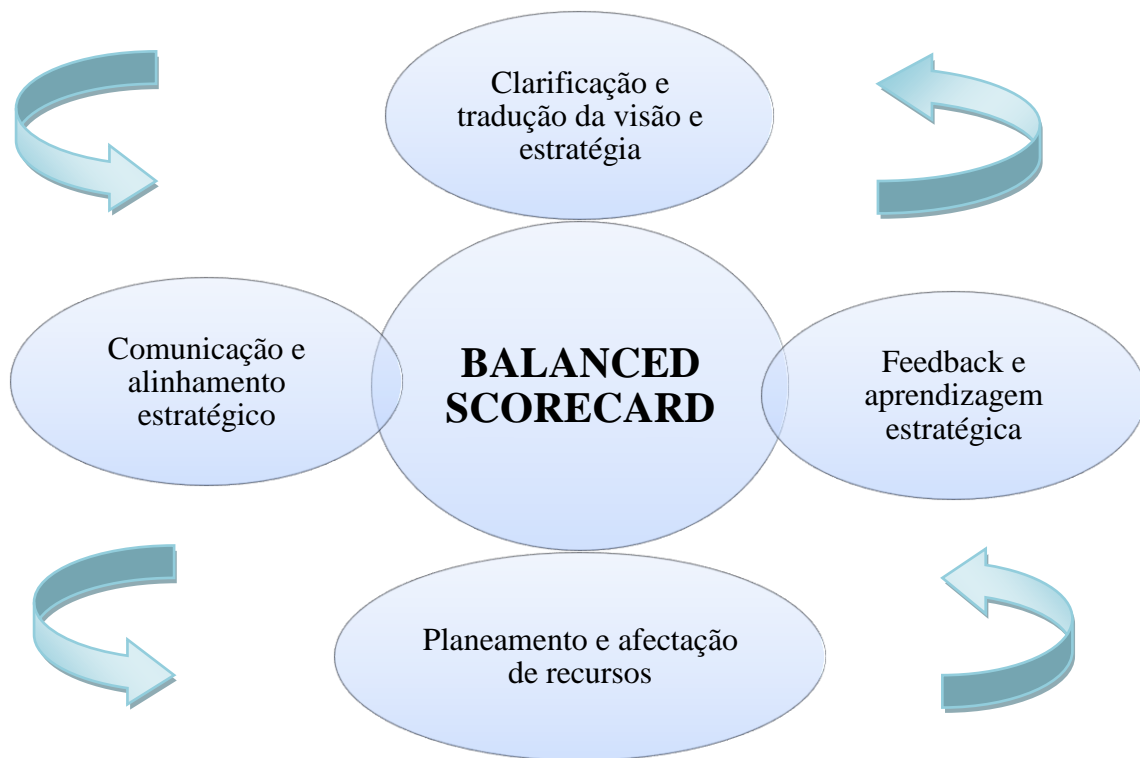 Clarificação e
tradução da visão e
estratégia
Comunicação e
alinhamento
estratégico
BALANCED
SCORECARD
Feedback e
aprendizagem
estratégica
Planeamento e afectação
de recursos